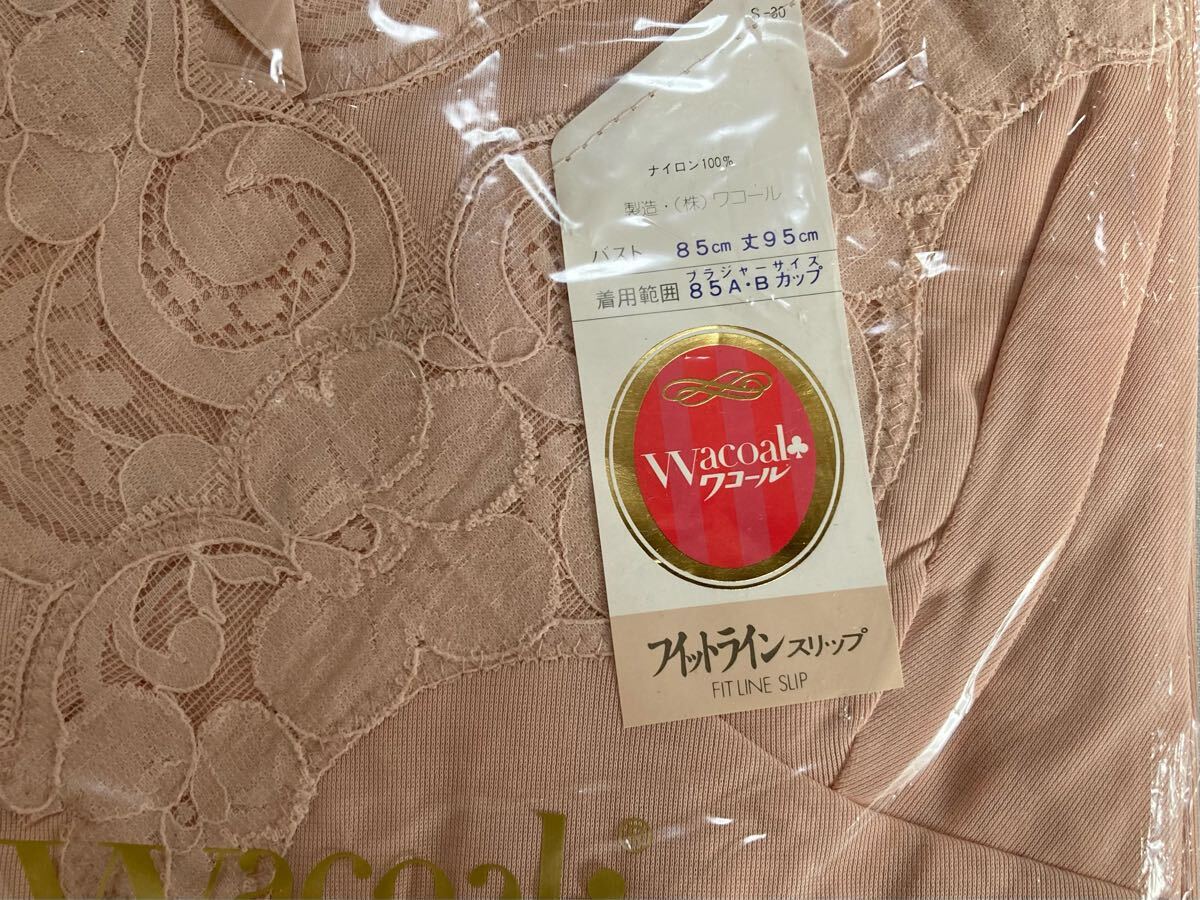 S-30
ナイロン100%
製造・(株)ワコール
バスト 85cm 丈95cm
ブラジャーサイズ
着用範囲 85A・Bカップ
Wacoal
ワコール
フィットラインスリップ
FIT LINE SLIP
Wacoal ®